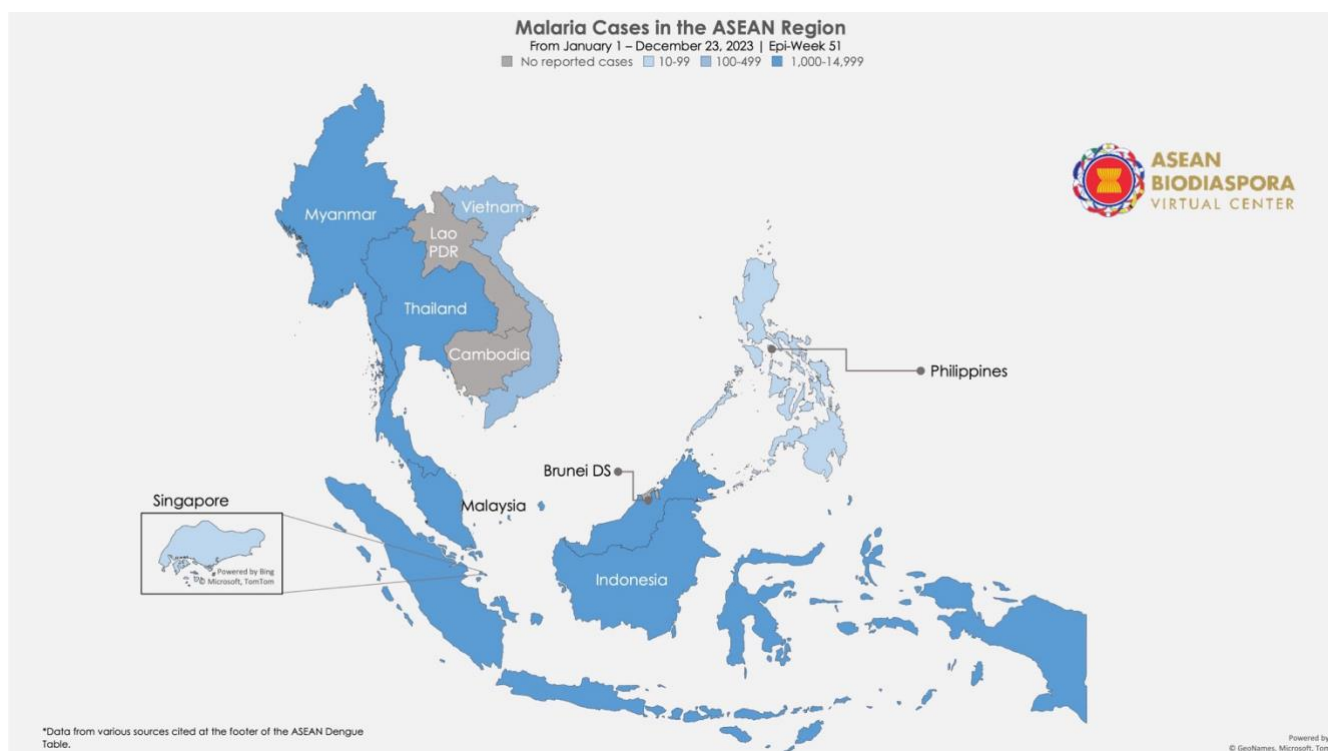 Malaria Cases in the ASEAN Region
From January 1 – December 23, 2023 | Epi-Week 51
No reported cases 10-99 100-499 1,000-14,999
ASEAN
BIODIASPORA
VIRTUAL CENTER
Myanmar
Vietnam
Lao
PDR
Thailand
Cambodia
Philippines
Brunei DS
Singapore
Malaysia
Powered by Bing
© Microsoft, TomTom
Indonesia
*Data from various sources cited at the footer of the ASEAN Dengue
Table.
Powered by
© GeoNames, Microsoft, Tom